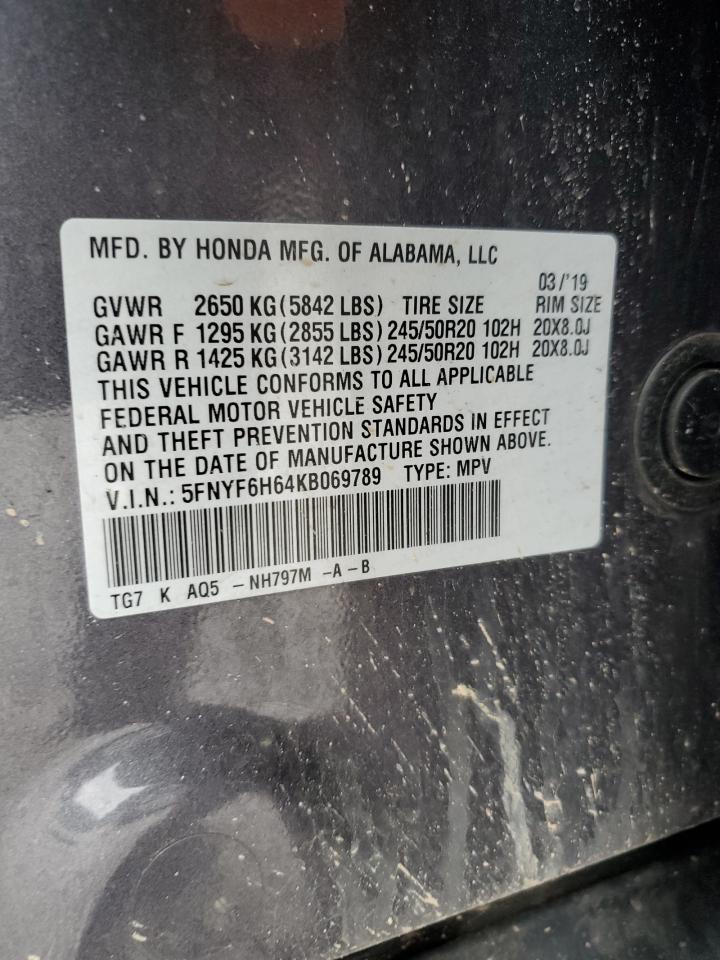 MFD. BY HONDA MFG. OF ALABAMA, LLC
03/'19
GVWR 2650 KG(5842 LBS) TIRE SIZE RIM SIZE
GAWR F 1295 KG(2855 LBS) 245/50R20 102H 20X8.0J
GAWR R 1425 KG(3142 LBS) 245/50R20 102H 20X8.0J
THIS VEHICLE CONFORMS TO ALL APPLICABLE
FEDERAL MOTOR VEHICLE SAFETY
AND THEFT PREVENTION STANDARDS IN EFFECT
ON THE DATE OF MANUFACTURE SHOWN ABOVE.
V.I.N.: 5FNYF6H64KB069789 TYPE: MPV
TG7 K AQ5 -NH797M -A-B